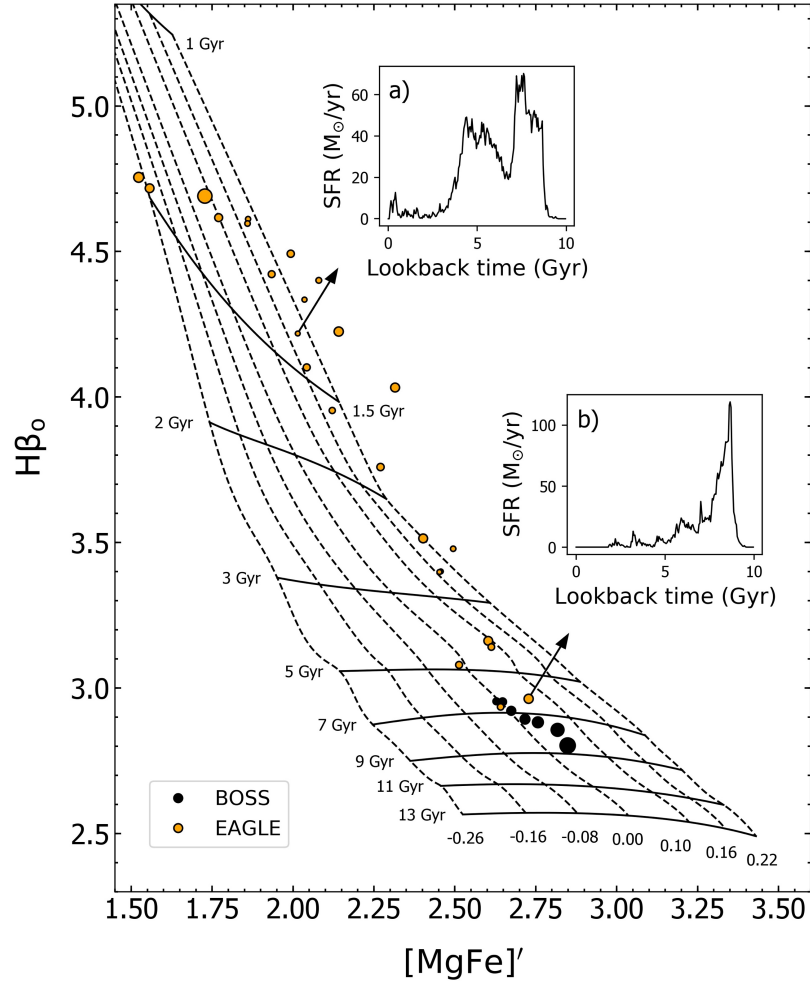 1 Gyr
5.0
a)
60
40
20
0
SFR (M⊙/yr)
0 5 10
Lookback time (Gyr)
4.5
4.0
1.5 Gyr
2 Gyr
Hβo
b)
100
50
0
SFR (M⊙/yr)
0 5 10
Lookback time (Gyr)
3.5
3 Gyr
3.0
5 Gyr
7 Gyr
9 Gyr
11 Gyr
13 Gyr
BOSS
EAGLE
2.5
-0.26 -0.16 -0.08 0.00 0.10 0.16 0.22
1.50 1.75 2.00 2.25 2.50 2.75 3.00 3.25 3.50
[MgFe]′